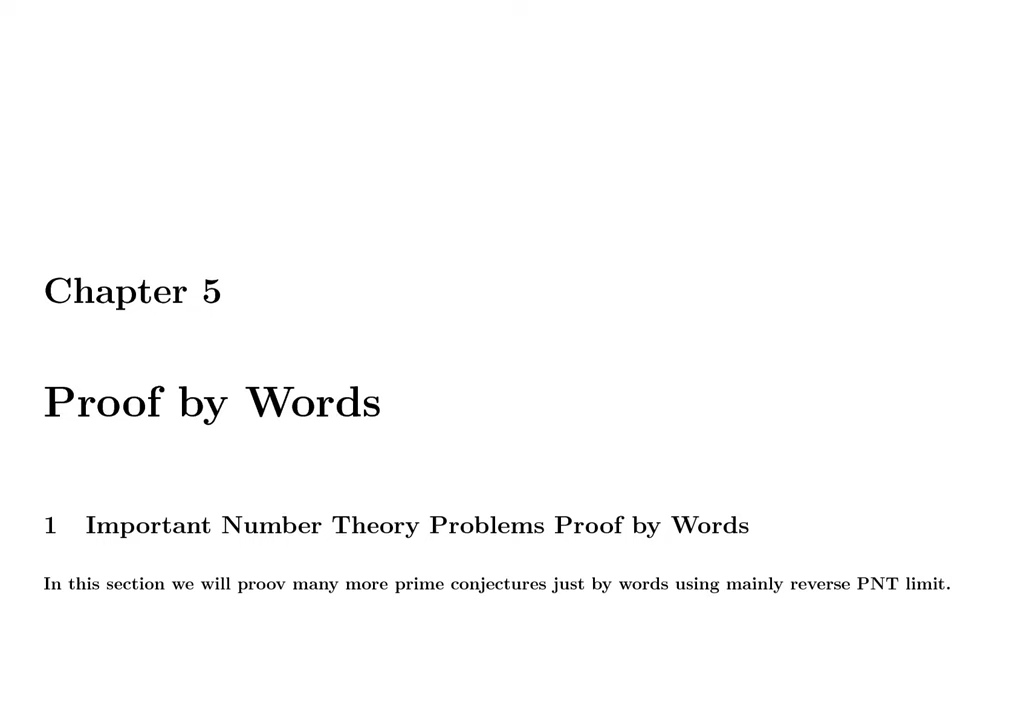 Chapter 5
Proof by Words
1 Important Number Theory Problems Proof by Words
In this section we will proov many more prime conjectures just by words using mainly reverse PNT limit.